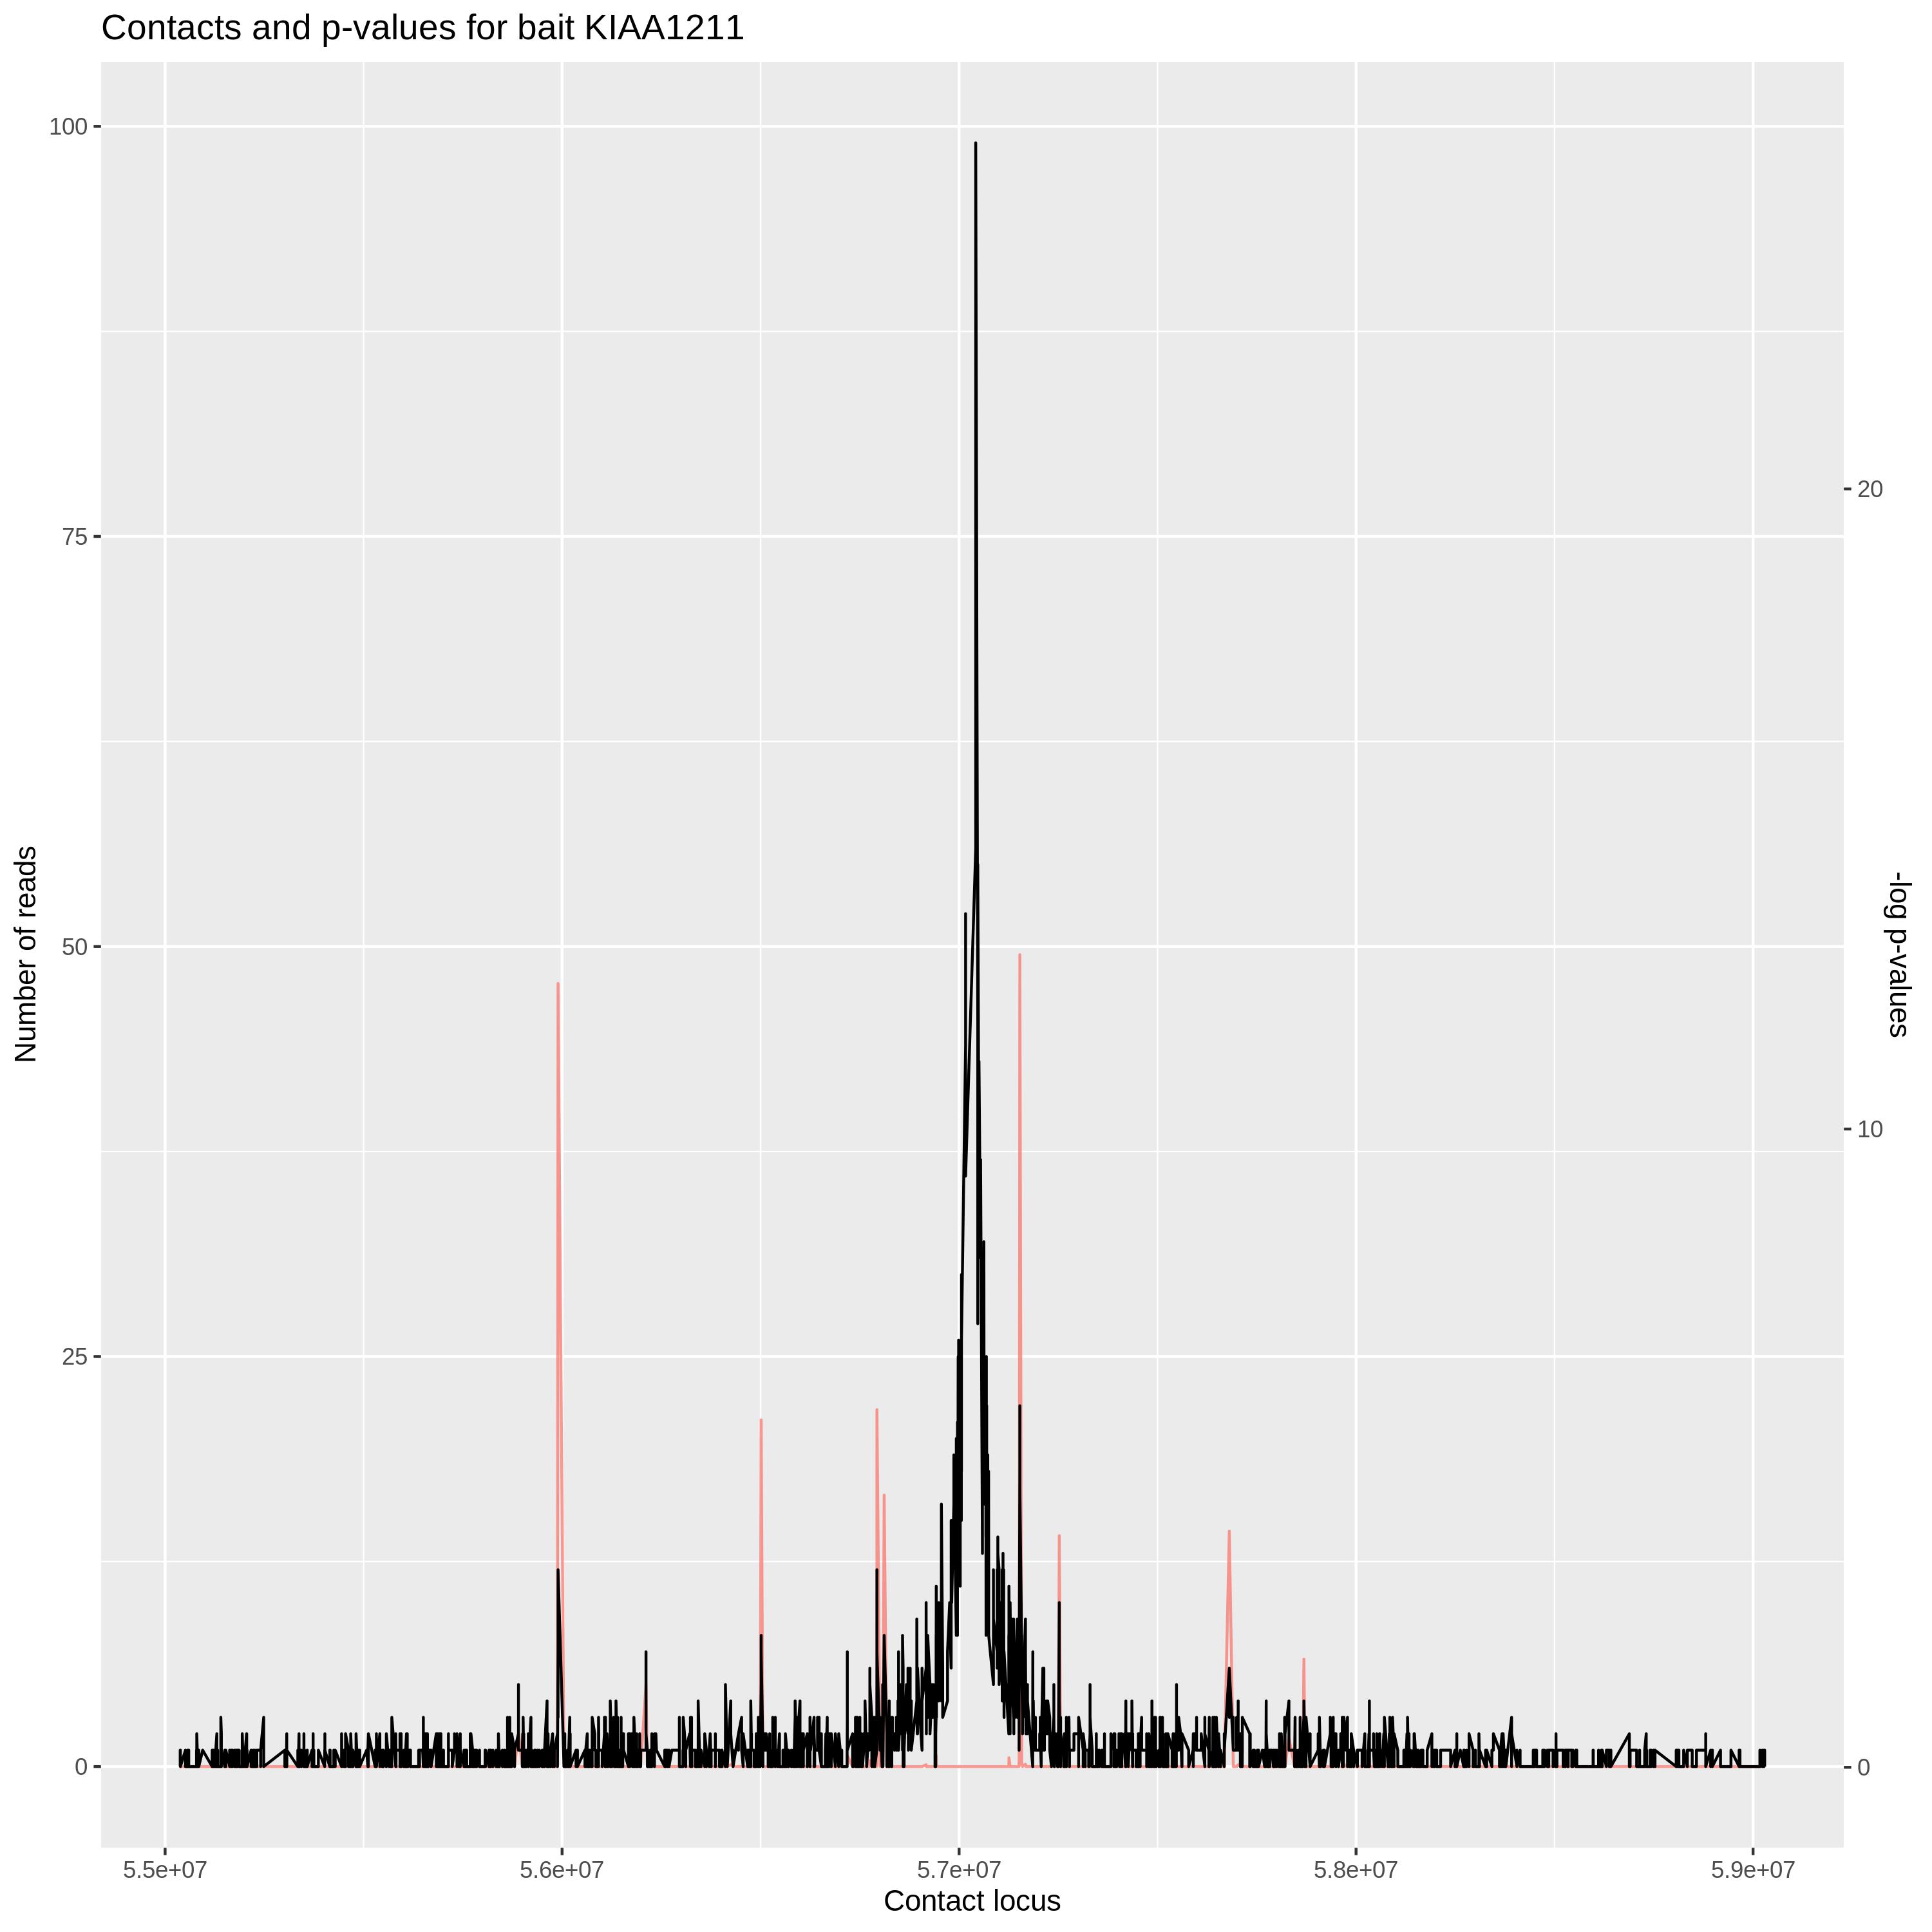 Contacts and p-values for bait KIAA1211
100
75
50
25
0
Number of reads
20
10
0
-log p-values
5.5e+07
5.6e+07
5.7e+07
5.8e+07
5.9e+07
Contact locus